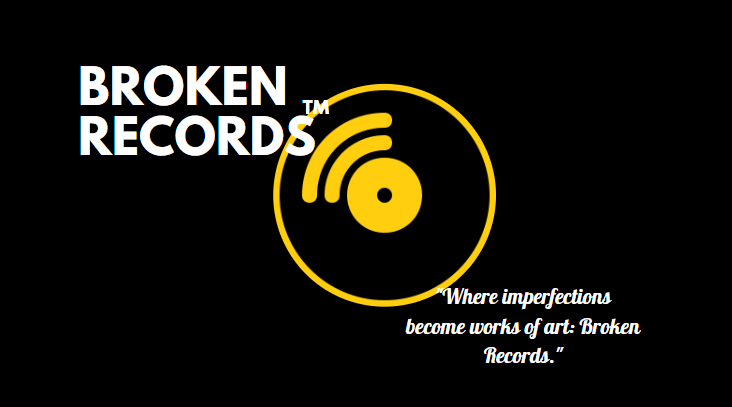 BROKEN
RECORDS™
"Where imperfections
become works of art: Broken
Records."